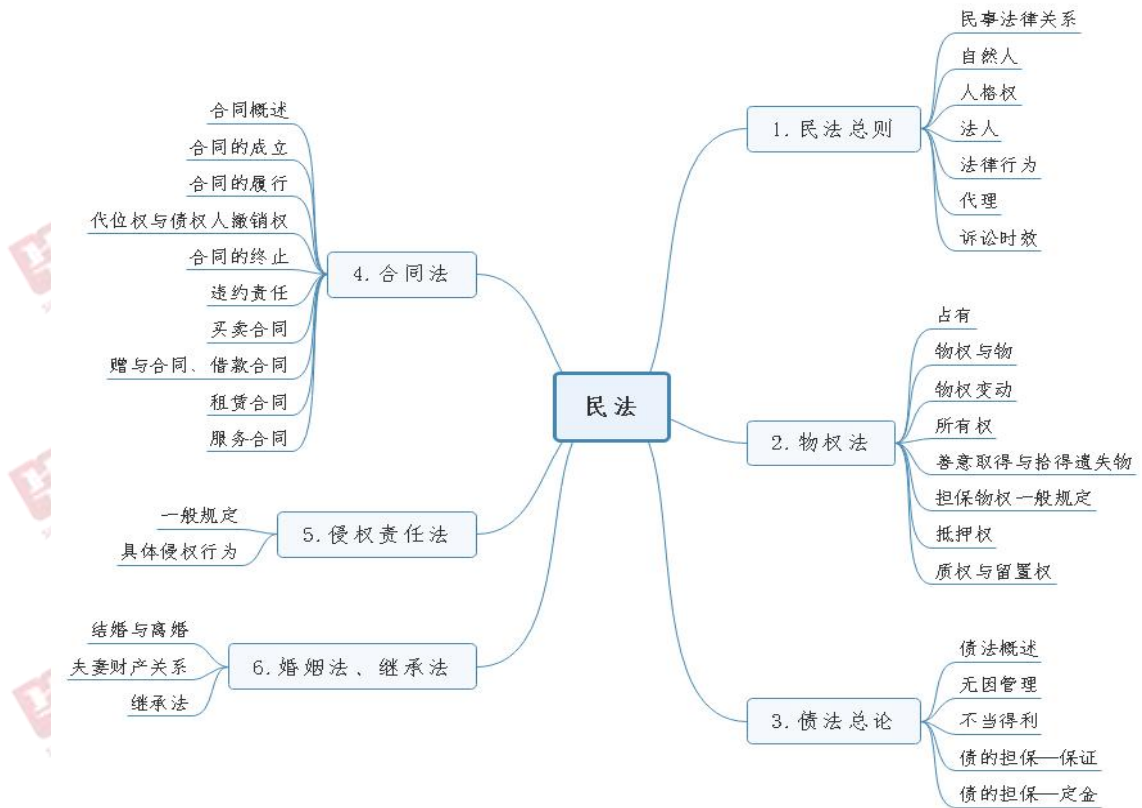 民法
1.民法总则
民事法律关系
自然人
人格权
法人
法律行为
代理
诉讼时效
2.物权法
占有
物权与物
物权变动
所有权
善意取得与拾得遗失物
担保物权一般规定
抵押权
质权与留置权
3.债法总论
债法概述
无因管理
不当得利
债的担保—保证
债的担保—定金
4.合同法
合同概述
合同的成立
合同的履行
代位权与债权人撤销权
合同的终止
违约责任
买卖合同
赠与合同、借款合同
租赁合同
服务合同
5.侵权责任法
一般规定
具体侵权行为
6.婚姻法、继承法
结婚与离婚
夫妻财产关系
继承法